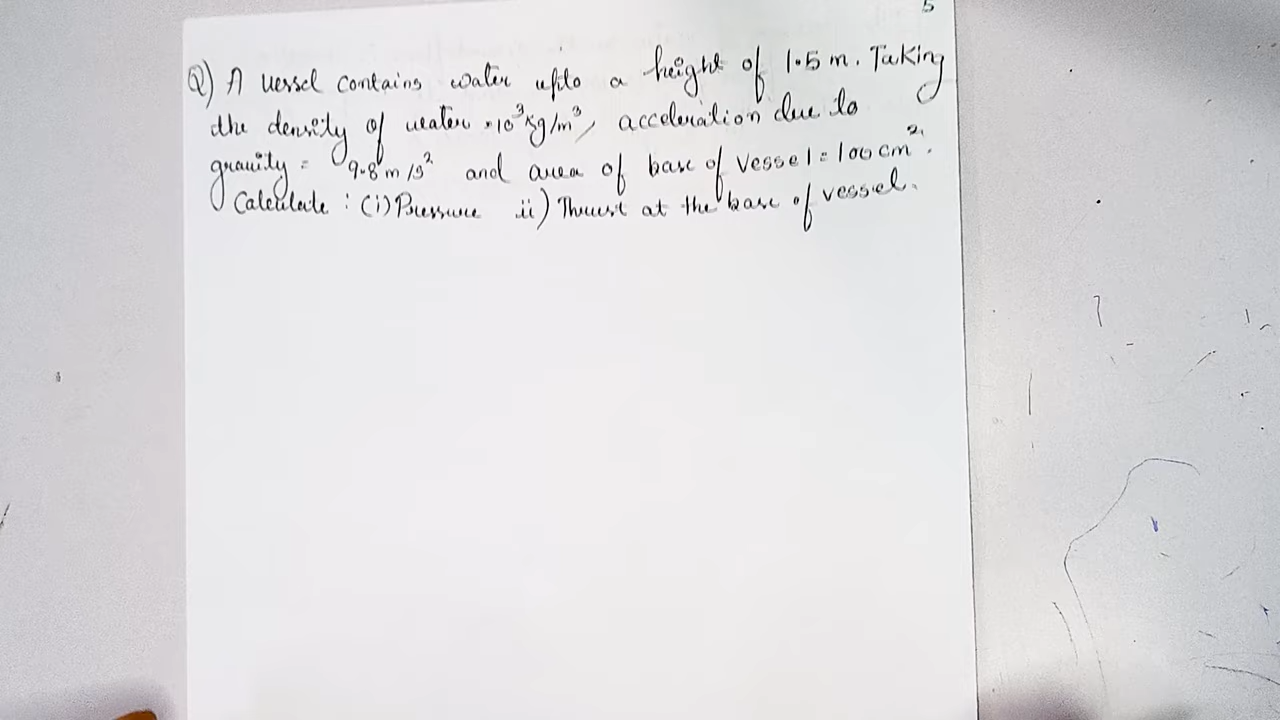 5
Q) A vessel contains water upto a height of 1.5 m. Taking
the density of water = 10³ kg/m³, acceleration due to
gravity = 9.8 m/s² and area of base of vessel = 100 cm².
Calculate : (i) Pressure ii) Thrust at the base of vessel.